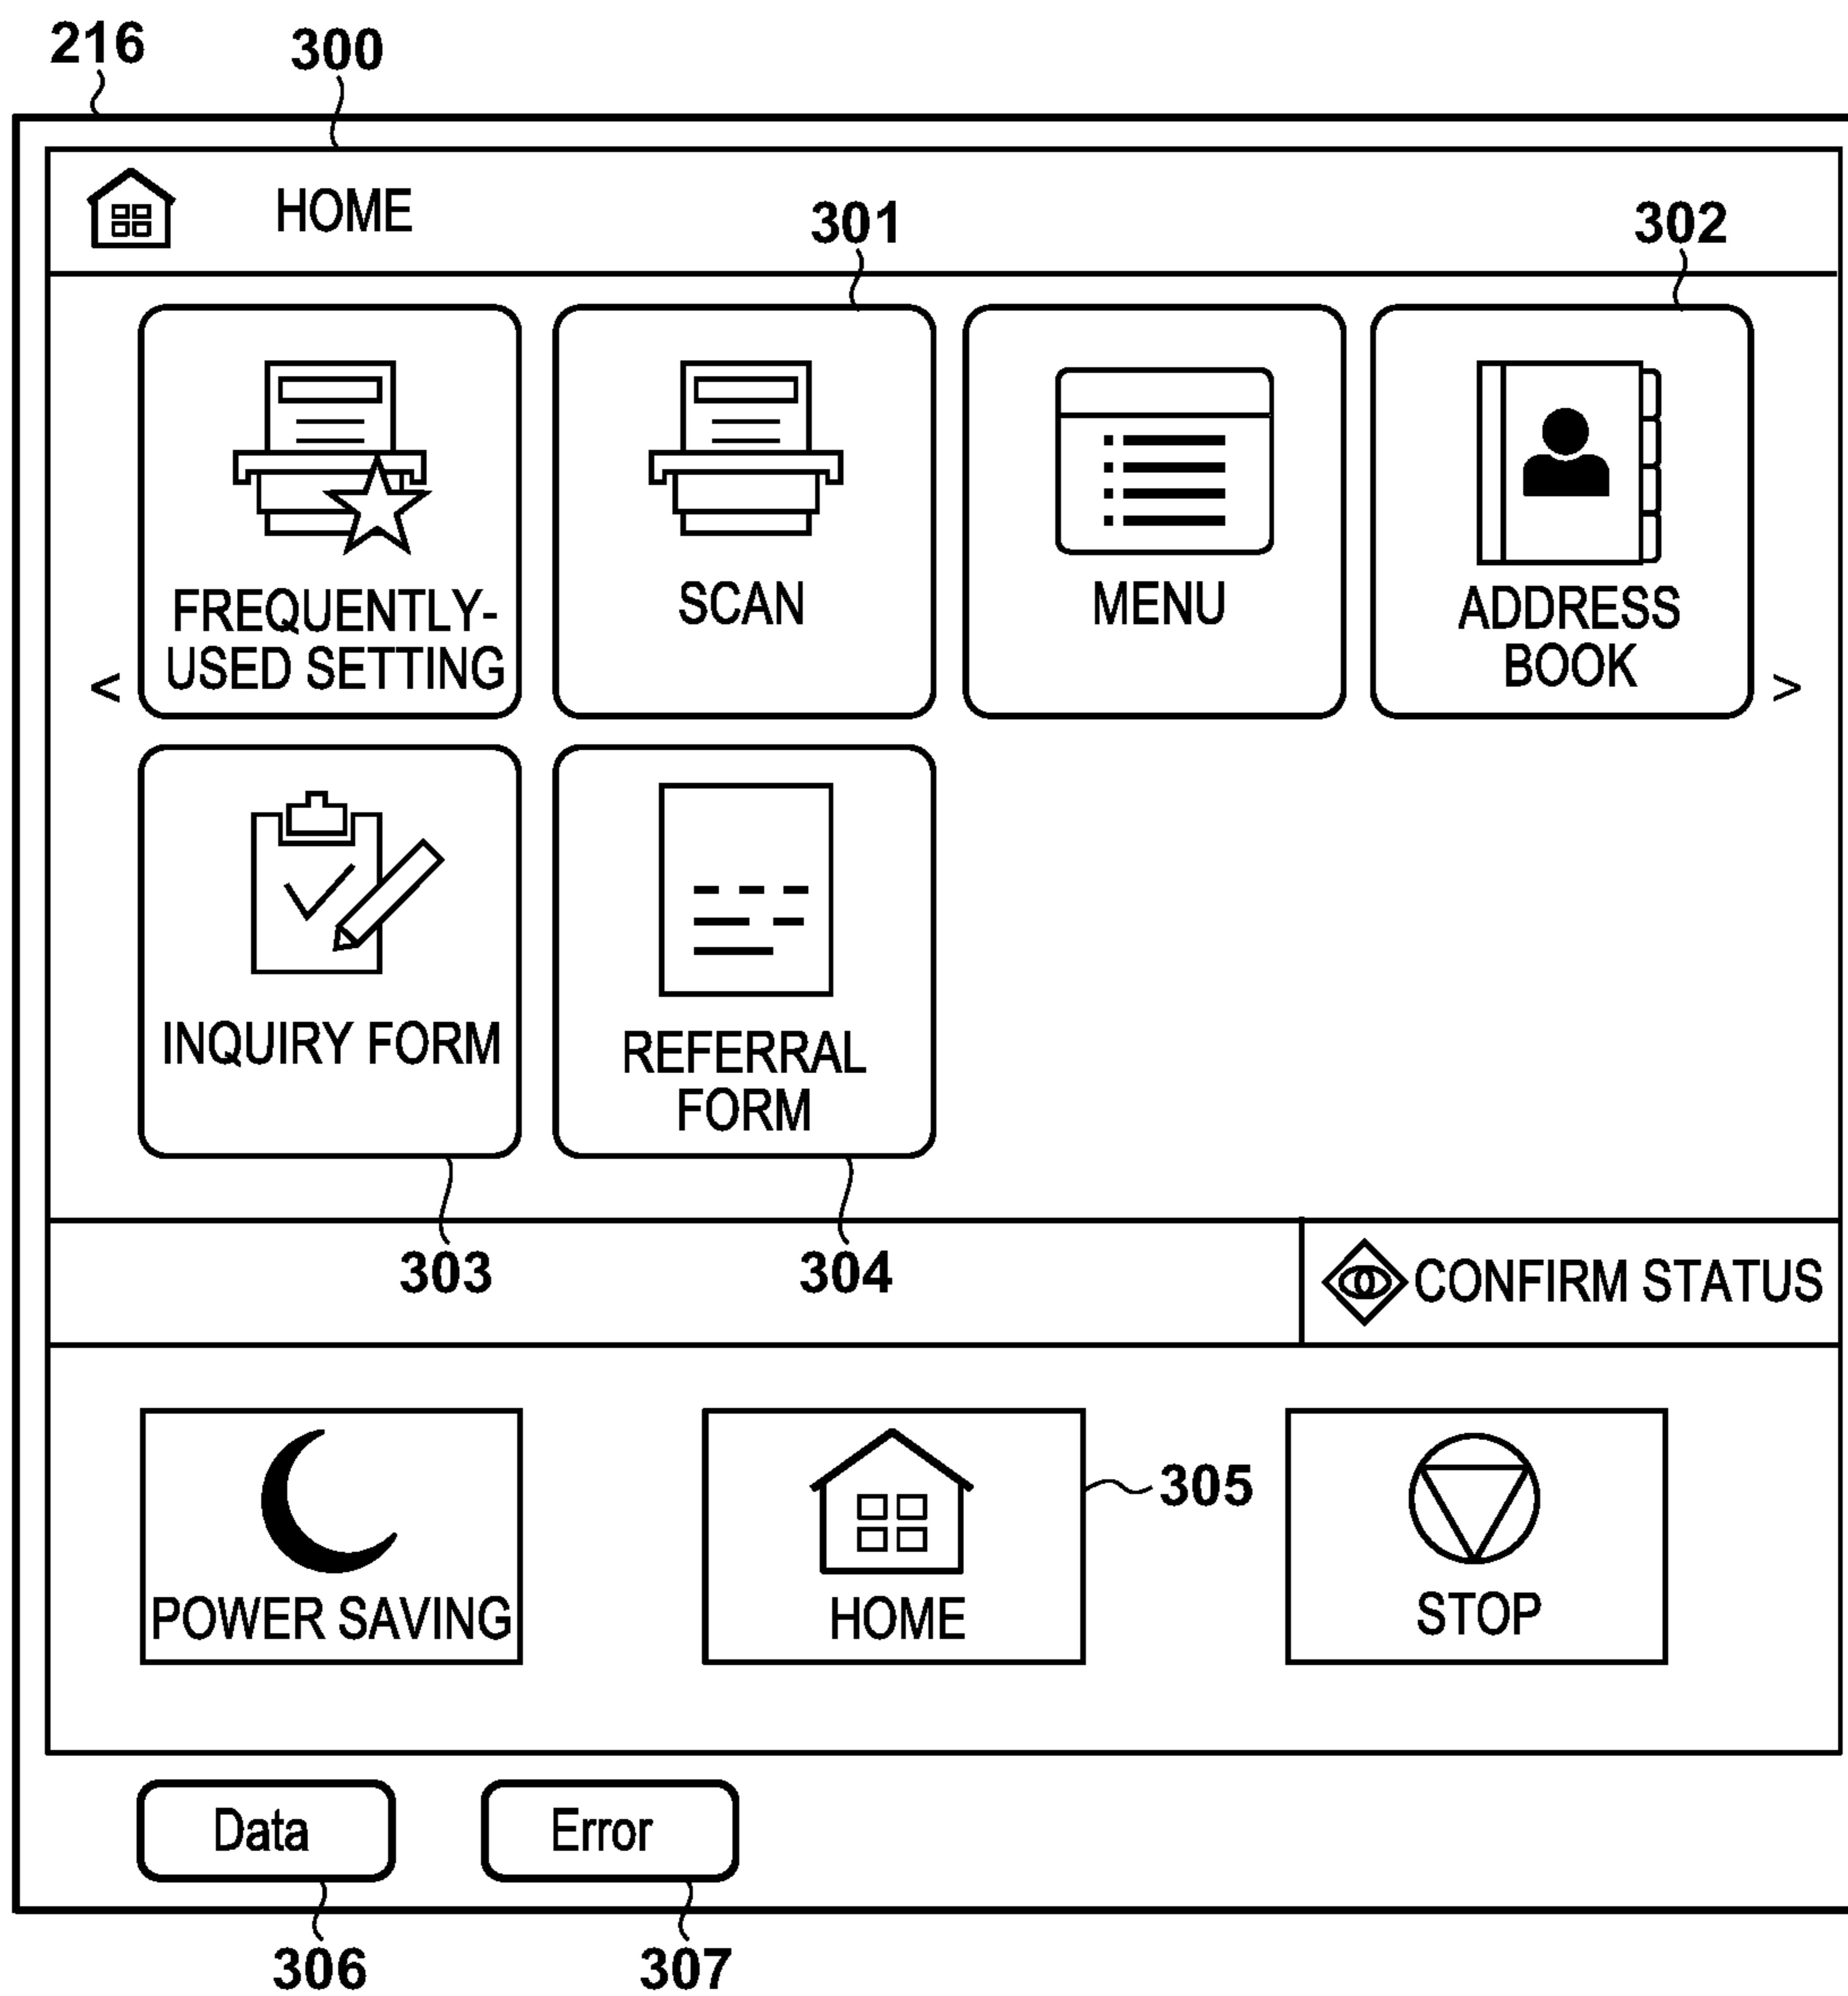 216
300
HOME
301
302
FREQUENTLY-
USED SETTING
SCAN
MENU
ADDRESS
BOOK
<
>
INQUIRY FORM
REFERRAL
FORM
303
304
CONFIRM STATUS
POWER SAVING
HOME
305
STOP
Data
Error
306
307